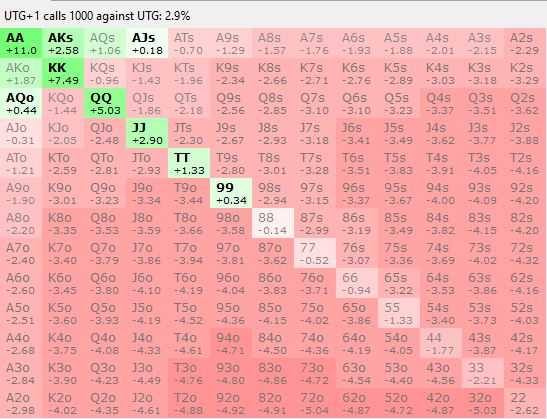 UTG+1 calls 1000 against UTG: 2.9%
AA AKs AQs AJs ATs A9s A8s A7s A6s A5s A4s A3s A2s
+11.0 +2.58 +1.06 +0.18 -0.70 -1.29 -1.57 -1.76 -1.93 -1.88 -2.01 -2.15 -2.29
AKo KK KQs KJs KTs K9s K8s K7s K6s K5s K4s K3s K2s
+1.87 +7.49 -0.96 -1.43 -1.96 -2.34 -2.66 -2.71 -2.76 -2.89 -3.03 -3.18 -3.29
AQo KQo QQ QJs QTs Q9s Q8s Q7s Q6s Q5s Q4s Q3s Q2s
+0.44 -1.44 +5.03 -1.86 -2.18 -2.56 -2.85 -3.10 -3.10 -3.23 -3.37 -3.51 -3.62
AJo KJo QJo JJ JTs J9s J8s J7s J6s J5s J4s J3s J2s
-0.31 -2.05 -2.48 +2.90 -2.30 -2.67 -2.93 -3.18 -3.41 -3.49 -3.62 -3.77 -3.88
ATo KTo QTo JTo TT T9s T8s T7s T6s T5s T4s T3s T2s
-1.21 -2.59 -2.81 -2.93 +1.33 -2.80 -3.01 -3.28 -3.51 -3.83 -3.91 -4.05 -4.16
A9o K9o Q9o J9o T9o 99 98s 97s 96s 95s 94s 93s 92s
-1.90 -3.01 -3.23 -3.34 -3.44 +0.34 -2.94 -3.15 -3.37 -3.67 -4.00 -4.09 -4.20
A8o K8o Q8o J8o T8o 98o 88 87s 86s 85s 84s 83s 82s
-2.20 -3.35 -3.53 -3.59 -3.66 -3.58 -0.14 -2.99 -3.19 -3.49 -3.82 -4.15 -4.20
A7o K7o Q7o J7o T7o 97o 87o 77 76s 75s 74s 73s 72s
-2.40 -3.40 -3.79 -3.86 -3.94 -3.81 -3.62 -0.52 -3.07 -3.36 -3.69 -4.02 -4.32
A6o K6o Q6o J6o T6o 96o 86o 76o 66 65s 64s 63s 62s
-2.60 -3.45 -3.80 -4.10 -4.19 -4.04 -3.83 -3.71 -0.94 -3.22 -3.53 -3.86 -4.16
A5o K5o Q5o J5o T5o 95o 85o 75o 65o 55 54s 53s 52s
-2.51 -3.60 -3.93 -4.19 -4.52 -4.36 -4.15 -4.02 -3.86 -1.33 -3.40 -3.73 -4.03
A4o K4o Q4o J4o T4o 94o 84o 74o 64o 54o 44 43s 42s
-2.68 -3.75 -4.08 -4.33 -4.61 -4.71 -4.50 -4.36 -4.19 -4.05 -1.77 -3.87 -4.17
A3o K3o Q3o J3o T3o 93o 83o 73o 63o 53o 43o 33 32s
-2.84 -3.90 -4.23 -4.49 -4.76 -4.80 -4.86 -4.72 -4.54 -4.40 -4.56 -2.21 -4.33
A2o K2o Q2o J2o T2o 92o 82o 72o 62o 52o 42o 32o 22
-2.98 -4.02 -4.35 -4.61 -4.88 -4.92 -4.91 -5.04 -4.87 -4.72 -4.87 -5.03 -2.62